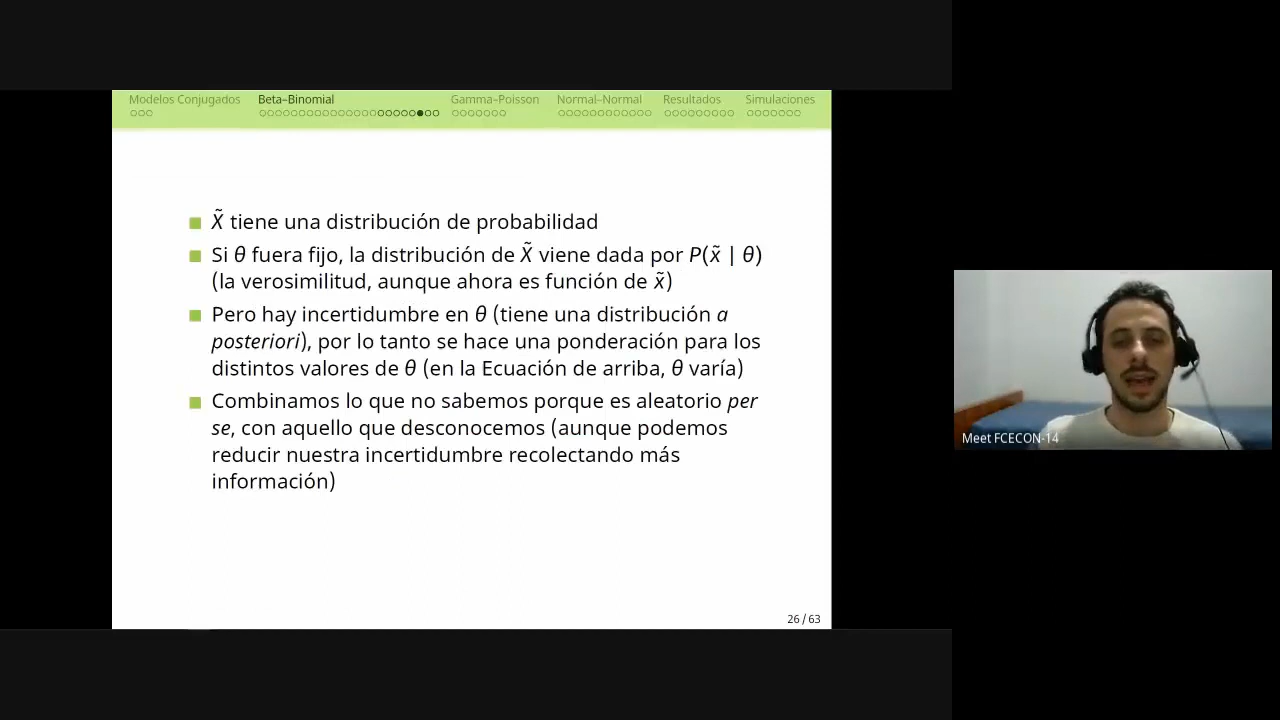 Modelos Conjugados Beta–Binomial Gamma–Poisson Normal–Normal Resultados Simulaciones
X̃ tiene una distribución de probabilidad
Si θ fuera fijo, la distribución de X̃ viene dada por P(x̃ | θ)
(la verosimilitud, aunque ahora es función de x̃)
Pero hay incertidumbre en θ (tiene una distribución a
posteriori), por lo tanto se hace una ponderación para los
distintos valores de θ (en la Ecuación de arriba, θ varía)
Combinamos lo que no sabemos porque es aleatorio per
se, con aquello que desconocemos (aunque podemos
reducir nuestra incertidumbre recolectando más
información)
26 / 63
Meet FCECON-14